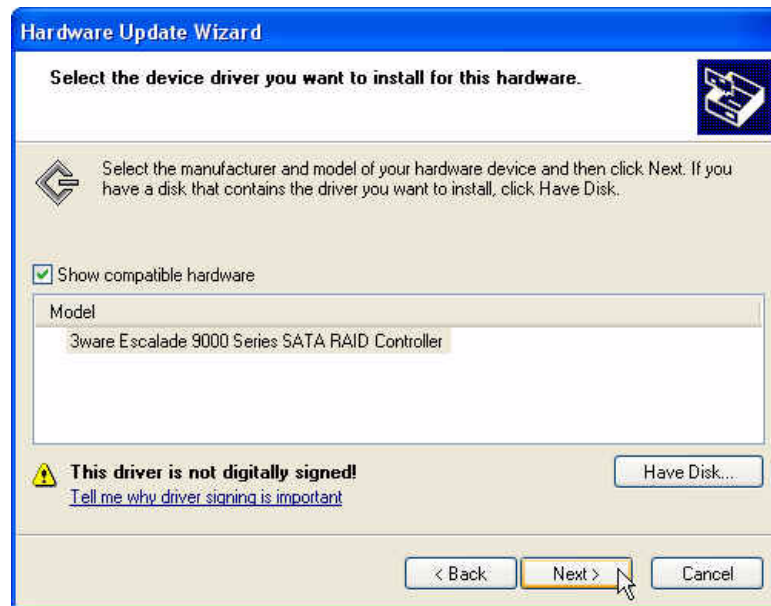 Hardware Update Wizard
Select the device driver you want to install for this hardware.
Select the manufacturer and model of your hardware device and then click Next. If you
have a disk that contains the driver you want to install, click Have Disk.
Show compatible hardware
Model
3ware Escalade 9000 Series SATA RAID Controller
This driver is not digitally signed!
Have Disk...
Tell me why driver signing is important
< Back
Next >
Cancel